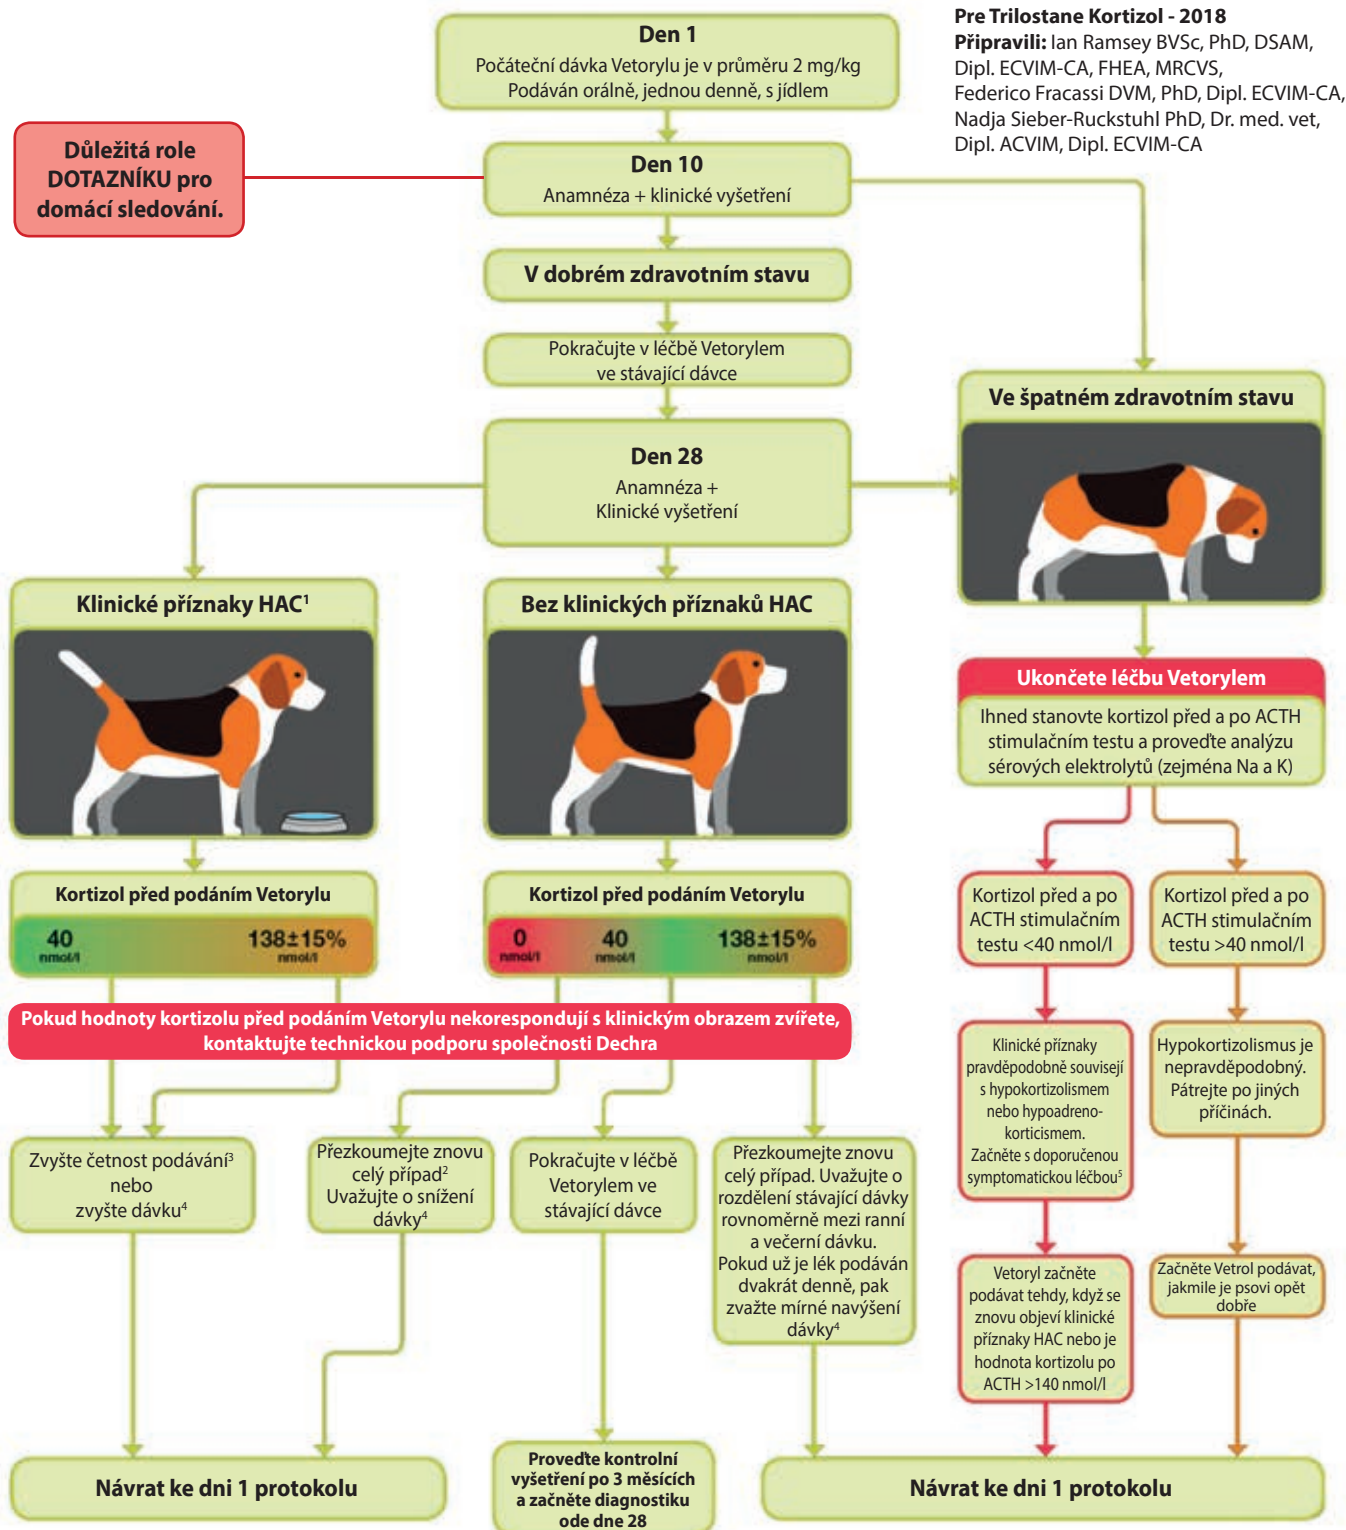 Pre Trilostane Kortizol - 2018
Připravili: Ian Ramsey BVSc, PhD, DSAM,
Dipl. ECVIM-CA, FHEA, MRCVS,
Federico Fracassi DVM, PhD, Dipl. ECVIM-CA,
Nadja Sieber-Ruckstuhl PhD, Dr. med. vet,
Dipl. ACVIM, Dipl. ECVIM-CA
Den 1
Počáteční dávka Vetorylu je v průměru 2 mg/kg
Podáván orálně, jednou denně, s jídlem
Důležitá role
DOTAZNÍKU pro
domácí sledování.
Den 10
Anamnéza + klinické vyšetření
V dobrém zdravotním stavu
Pokračujte v léčbě Vetorylem
ve stávající dávce
Den 28
Anamnéza +
Klinické vyšetření
Ve špatném zdravotním stavu
Klinické příznaky HAC¹
Bez klinických příznaků HAC
Ukončete léčbu Vetorylem
Ihned stanovte kortizol před a po ACTH
stimulačním testu a proveďte analýzu
sérových elektrolytů (zejména Na a K)
Kortizol před podáním Vetorylu
40
nmol/l
138±15%
nmol/l
Kortizol před podáním Vetorylu
0
nmol/l
40
nmol/l
138±15%
nmol/l
Kortizol před a po
ACTH stimulačním
testu <40 nmol/l
Kortizol před a po
ACTH stimulačním
testu >40 nmol/l
Pokud hodnoty kortizolu před podáním Vetorylu nekorespondují s klinickým obrazem zvířete,
kontaktujte technickou podporu společnosti Dechra
Klinické příznaky
pravděpodobně souvisejí
s hypokortizolismem
nebo hypoadreno-
korticismem.
Začněte s doporučenou
symptomatickou léčbou⁵
Hypokortizolismus je
nepravděpodobný.
Pátrejte po jiných
příčinách.
Zvyšte četnost podávání³
nebo
zvyšte dávku⁴
Přezkoumejte znovu
celý případ²
Uvažujte o snížení
dávky⁴
Pokračujte v léčbě
Vetorylem ve
stávající dávce
Přezkoumejte znovu
celý případ. Uvažujte o
rozdělení stávající dávky
rovnoměrně mezi ranní
a večerní dávku.
Pokud už je lék podáván
dvakrát denně, pak
zvažte mírné navýšení
dávky⁴
Vetoryl začněte
podávat tehdy, když se
znovu objeví klinické
příznaky HAC nebo je
hodnota kortizolu po
ACTH >140 nmol/l
Začněte Vetrol podávat,
jakmile je psovi opět
dobře
Návrat ke dni 1 protokolu
Proveďte kontrolní
vyšetření po 3 měsících
a začněte diagnostiku
ode dne 28
Návrat ke dni 1 protokolu